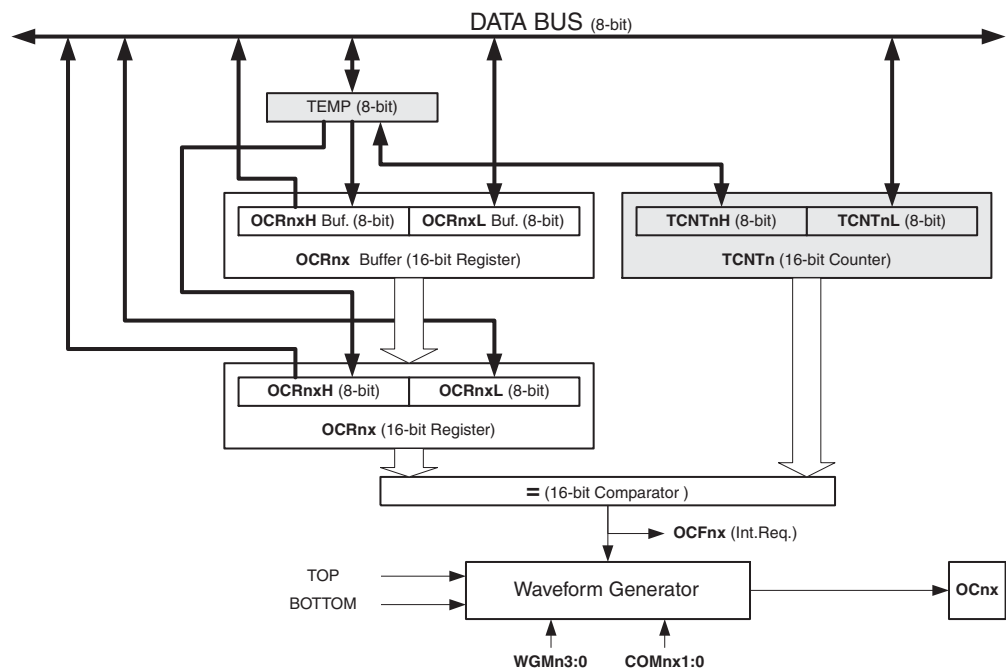 DATA BUS (8-bit)
TEMP (8-bit)
OCRnxH Buf. (8-bit) OCRnxL Buf. (8-bit)
OCRnx Buffer (16-bit Register)
TCNTnH (8-bit) TCNTnL (8-bit)
TCNTn (16-bit Counter)
OCRnxH (8-bit) OCRnxL (8-bit)
OCRnx (16-bit Register)
= (16-bit Comparator )
OCFnx (Int.Req.)
TOP
BOTTOM
Waveform Generator
OCnx
WGMn3:0 COMnx1:0